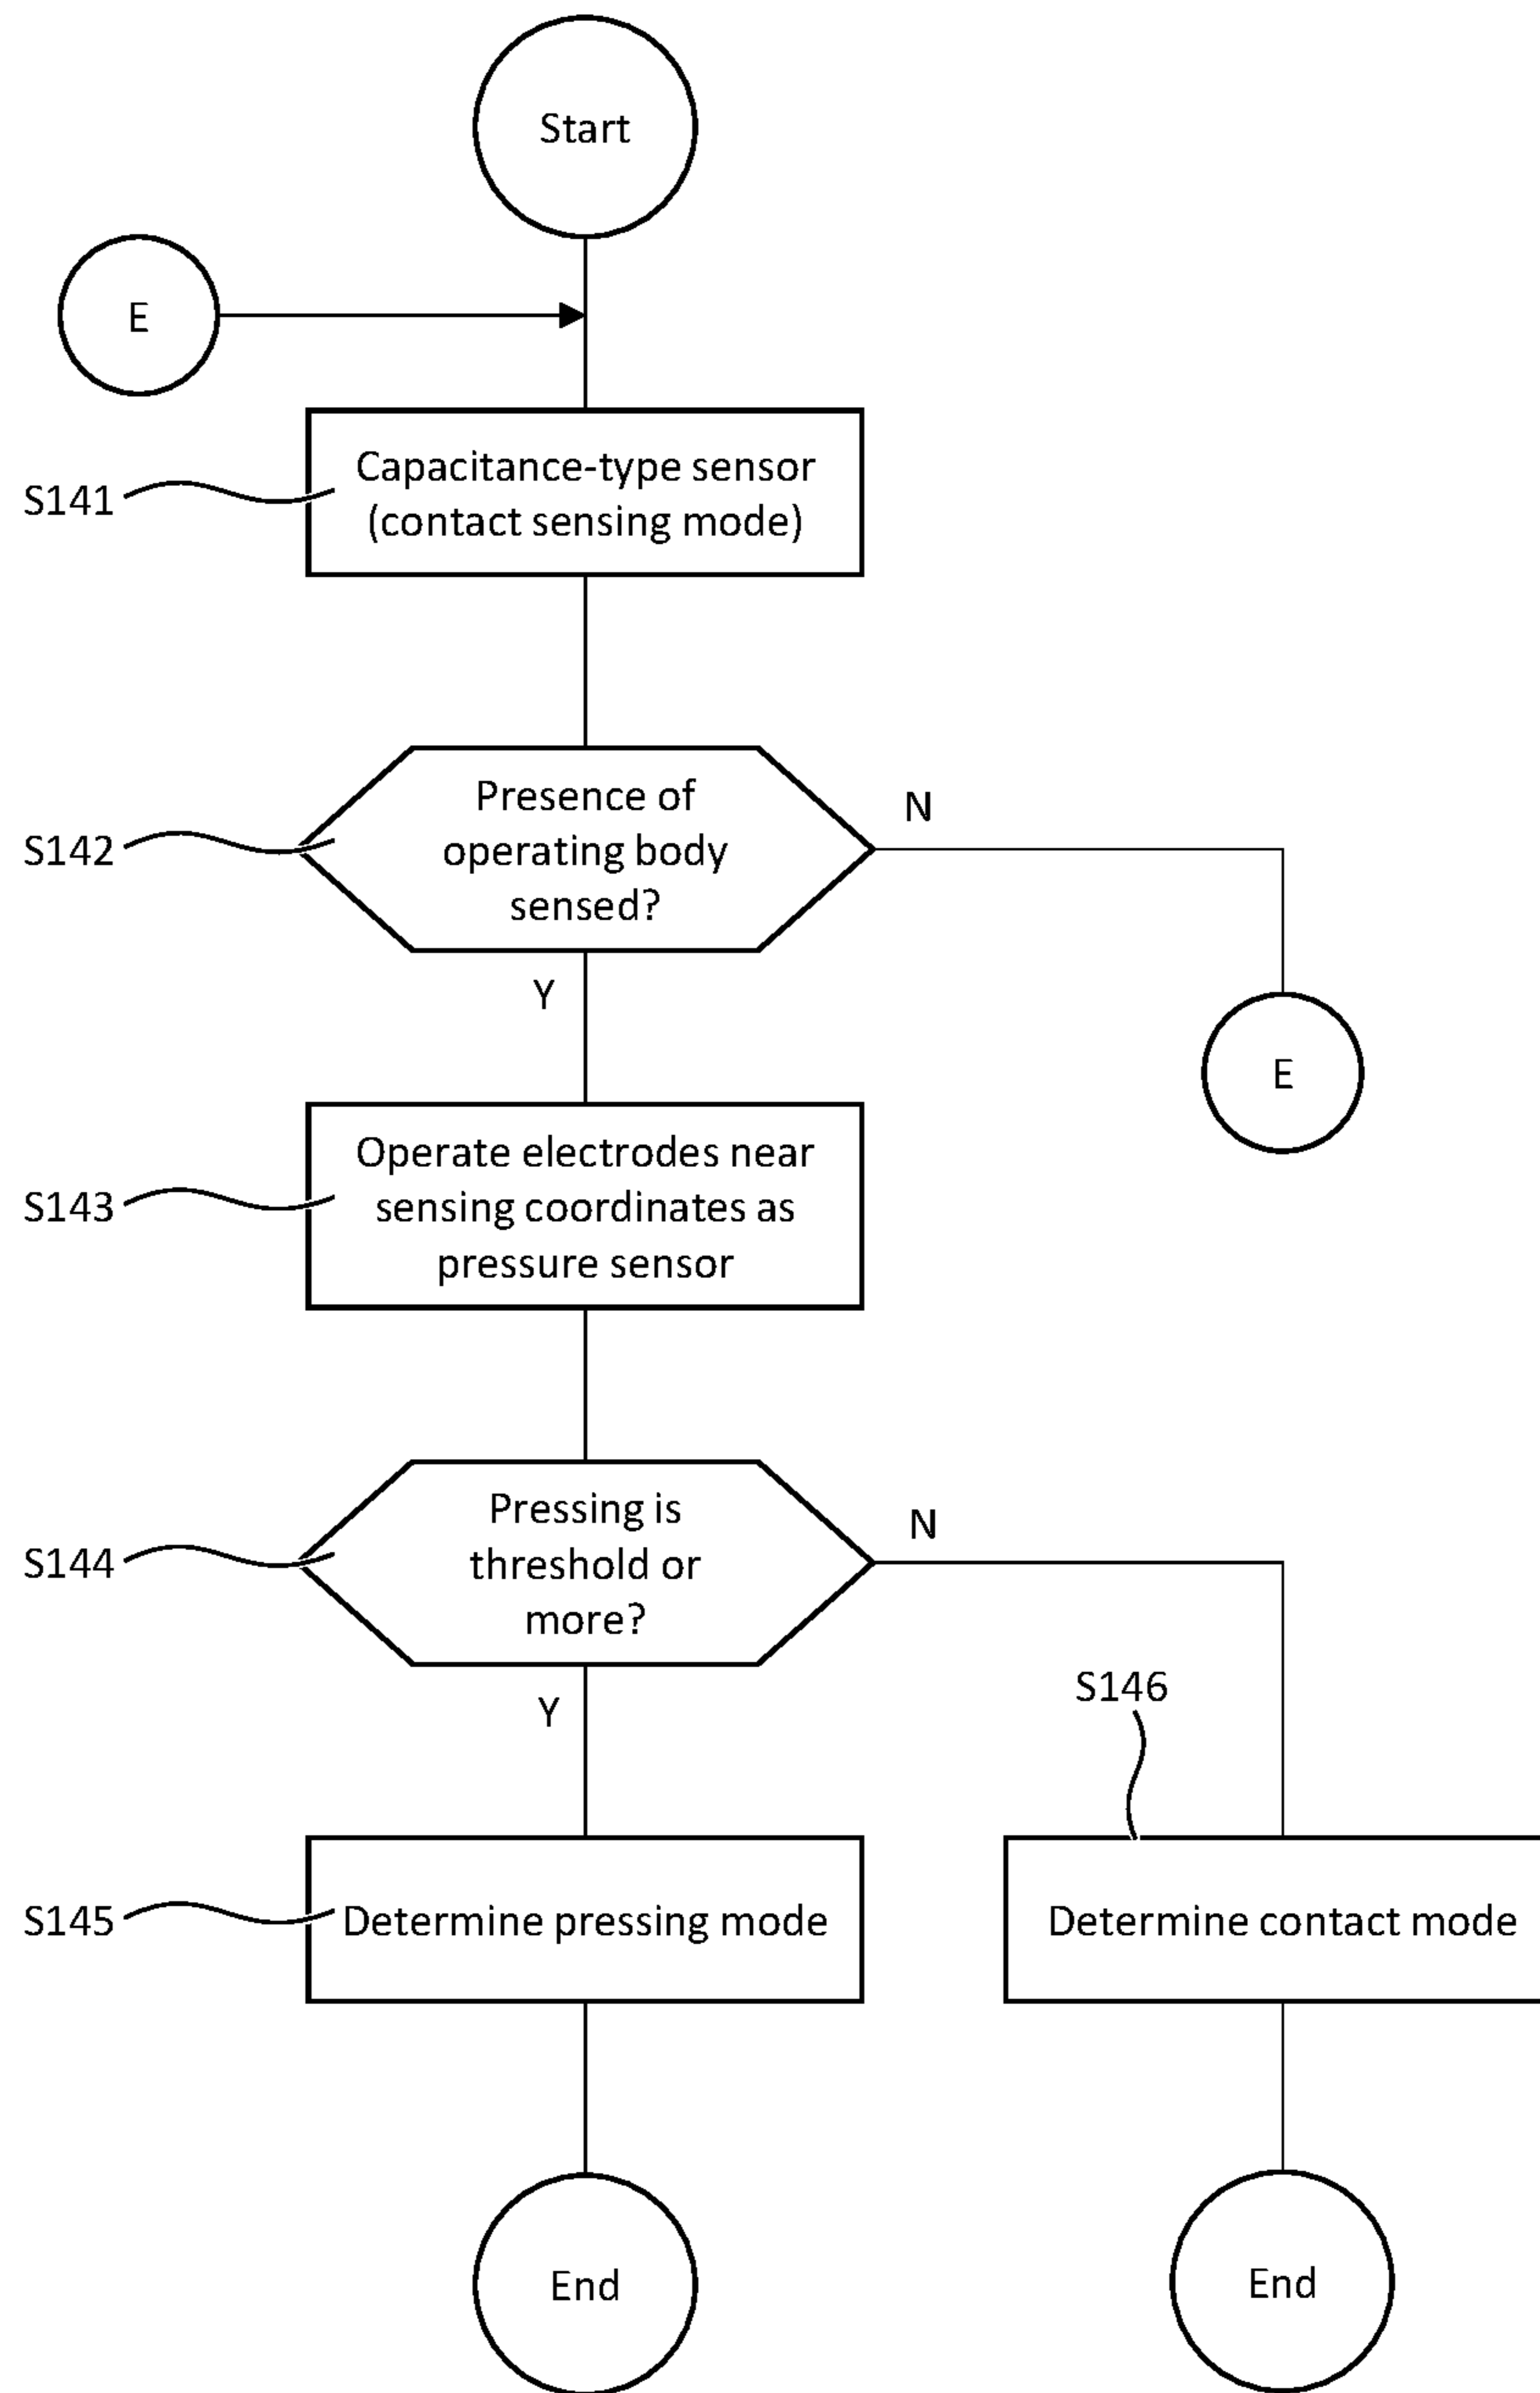 Start
E
Capacitance-type sensor
(contact sensing mode)
S141
Presence of
operating body
sensed?
S142
N
Y
E
Operate electrodes near
sensing coordinates as
pressure sensor
S143
Pressing is
threshold or
more?
S144
N
Y
S146
S145
Determine pressing mode
Determine contact mode
End
End